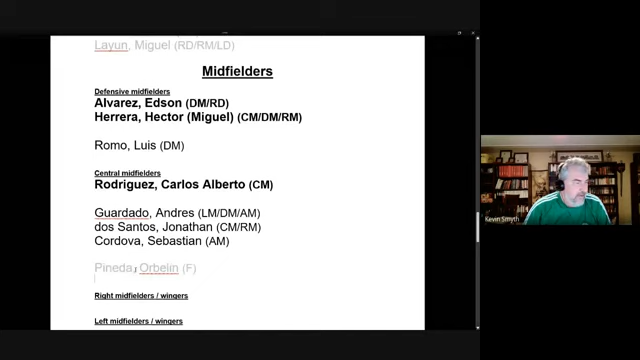 Layun, Miguel (RD/RM/LD)
Midfielders
Defensive midfielders
Alvarez, Edson (DM/RD)
Herrera, Hector (Miguel) (CM/DM/RM)
Romo, Luis (DM)
Central midfielders
Rodriguez, Carlos Alberto (CM)
Guardado, Andres (LM/DM/AM)
dos Santos, Jonathan (CM/RM)
Cordova, Sebastian (AM)
Pineda, Orbelin (F)
Right midfielders / wingers
Left midfielders / wingers
Kevin Smyth